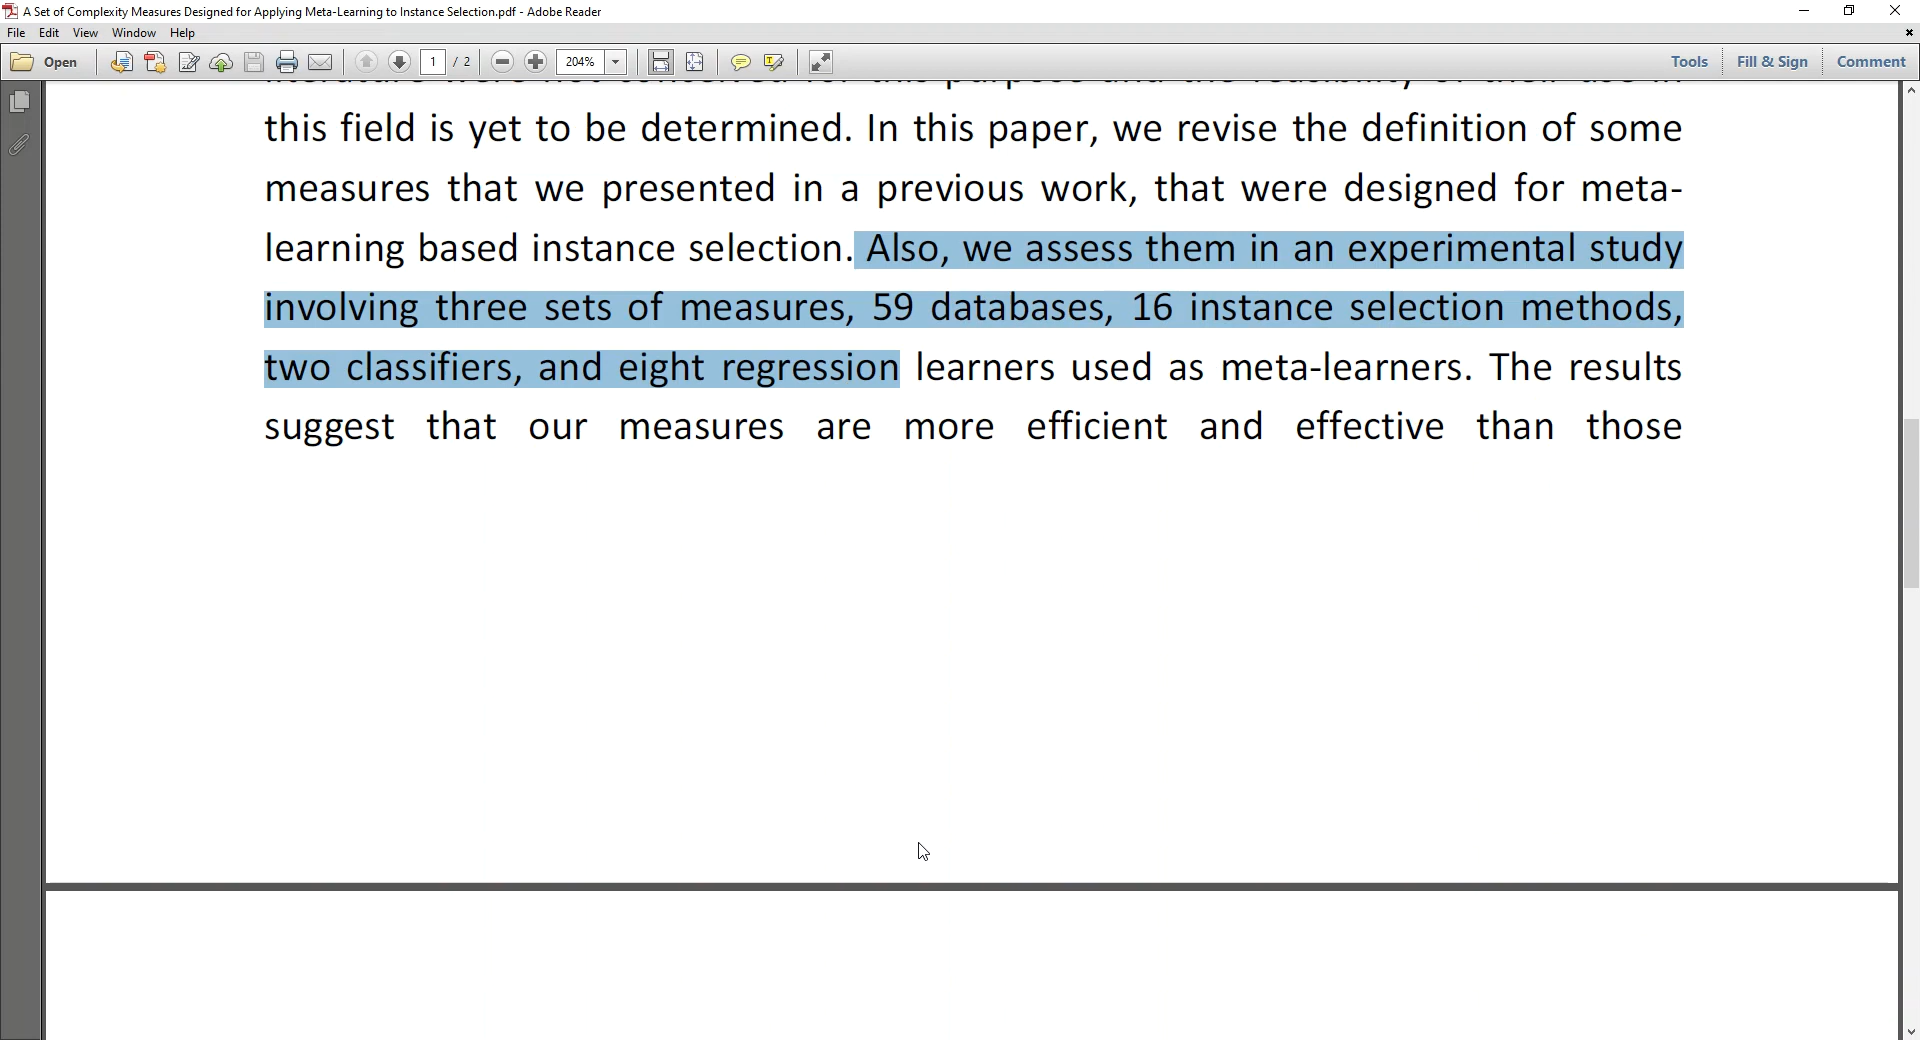 A Set of Complexity Measures Designed for Applying Meta-Learning to Instance Selection.pdf - Adobe Reader
File Edit View Window Help
Open 1 / 2 204% Tools Fill & Sign Comment
this field is yet to be determined. In this paper, we revise the definition of some
measures that we presented in a previous work, that were designed for meta-
learning based instance selection. Also, we assess them in an experimental study
involving three sets of measures, 59 databases, 16 instance selection methods,
two classifiers, and eight regression learners used as meta-learners. The results
suggest that our measures are more efficient and effective than those